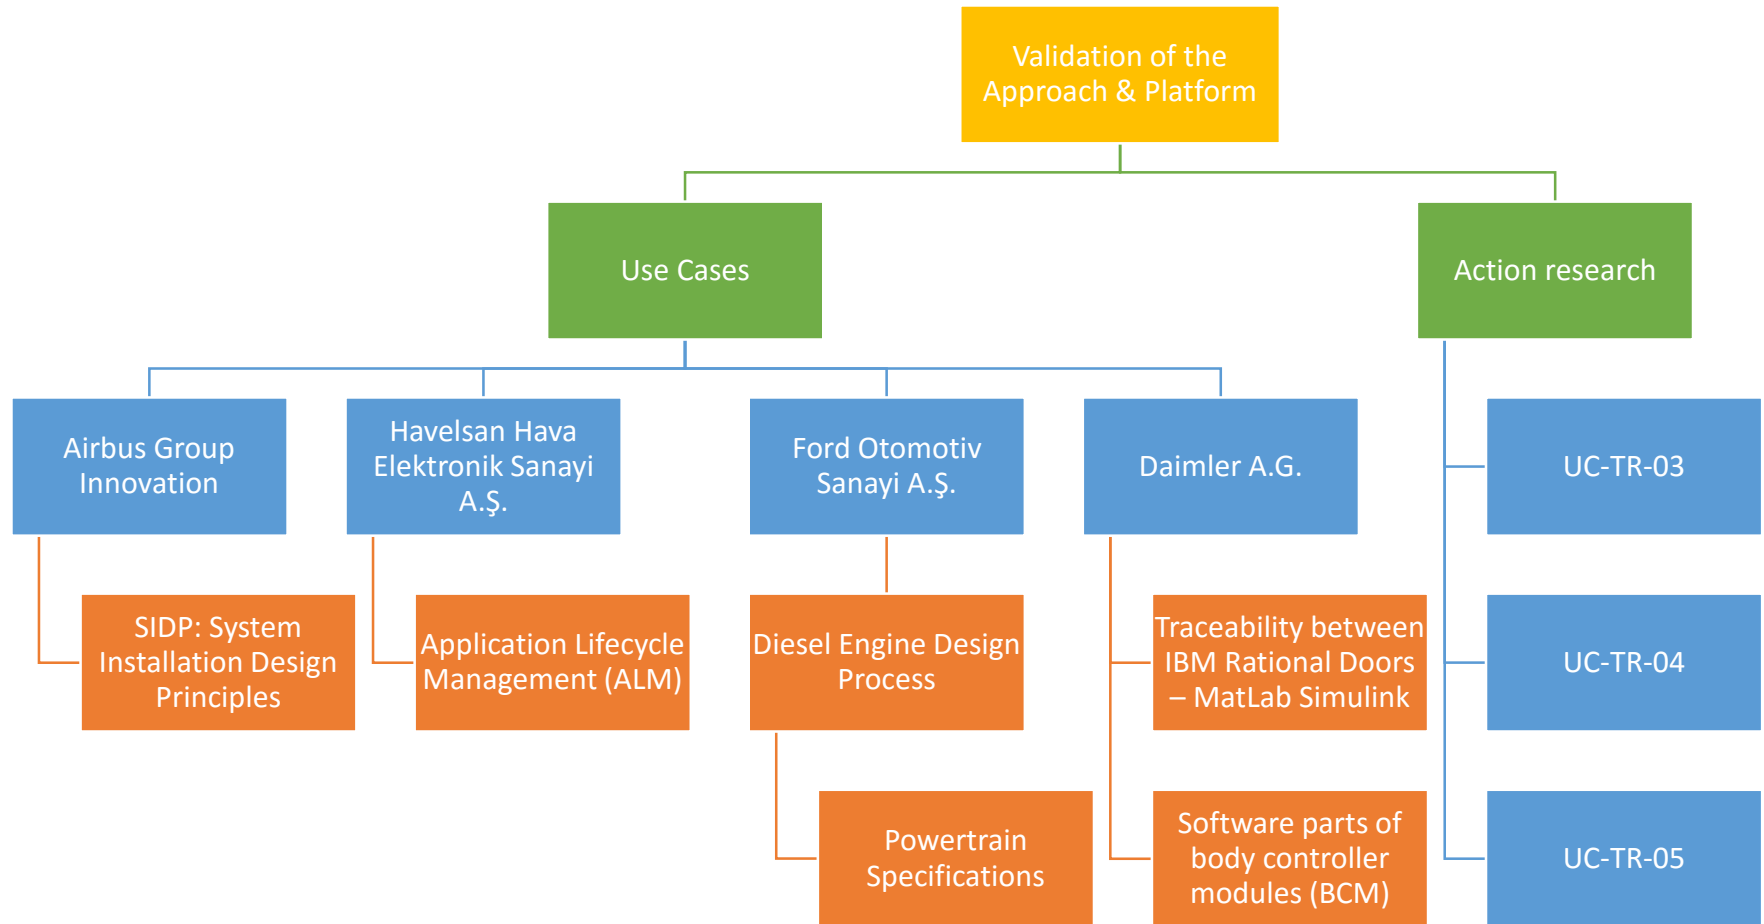 Validation of the
Approach & Platform
Use Cases
Action research
Airbus Group
Innovation
Havelsan Hava
Elektronik Sanayi
A.Ş.
Ford Otomotiv
Sanayi A.Ş.
Daimler A.G.
UC-TR-03
SIDP: System
Installation Design
Principles
Application Lifecycle
Management (ALM)
Diesel Engine Design
Process
Traceability between
IBM Rational Doors
– MatLab Simulink
UC-TR-04
Powertrain
Specifications
Software parts of
body controller
modules (BCM)
UC-TR-05